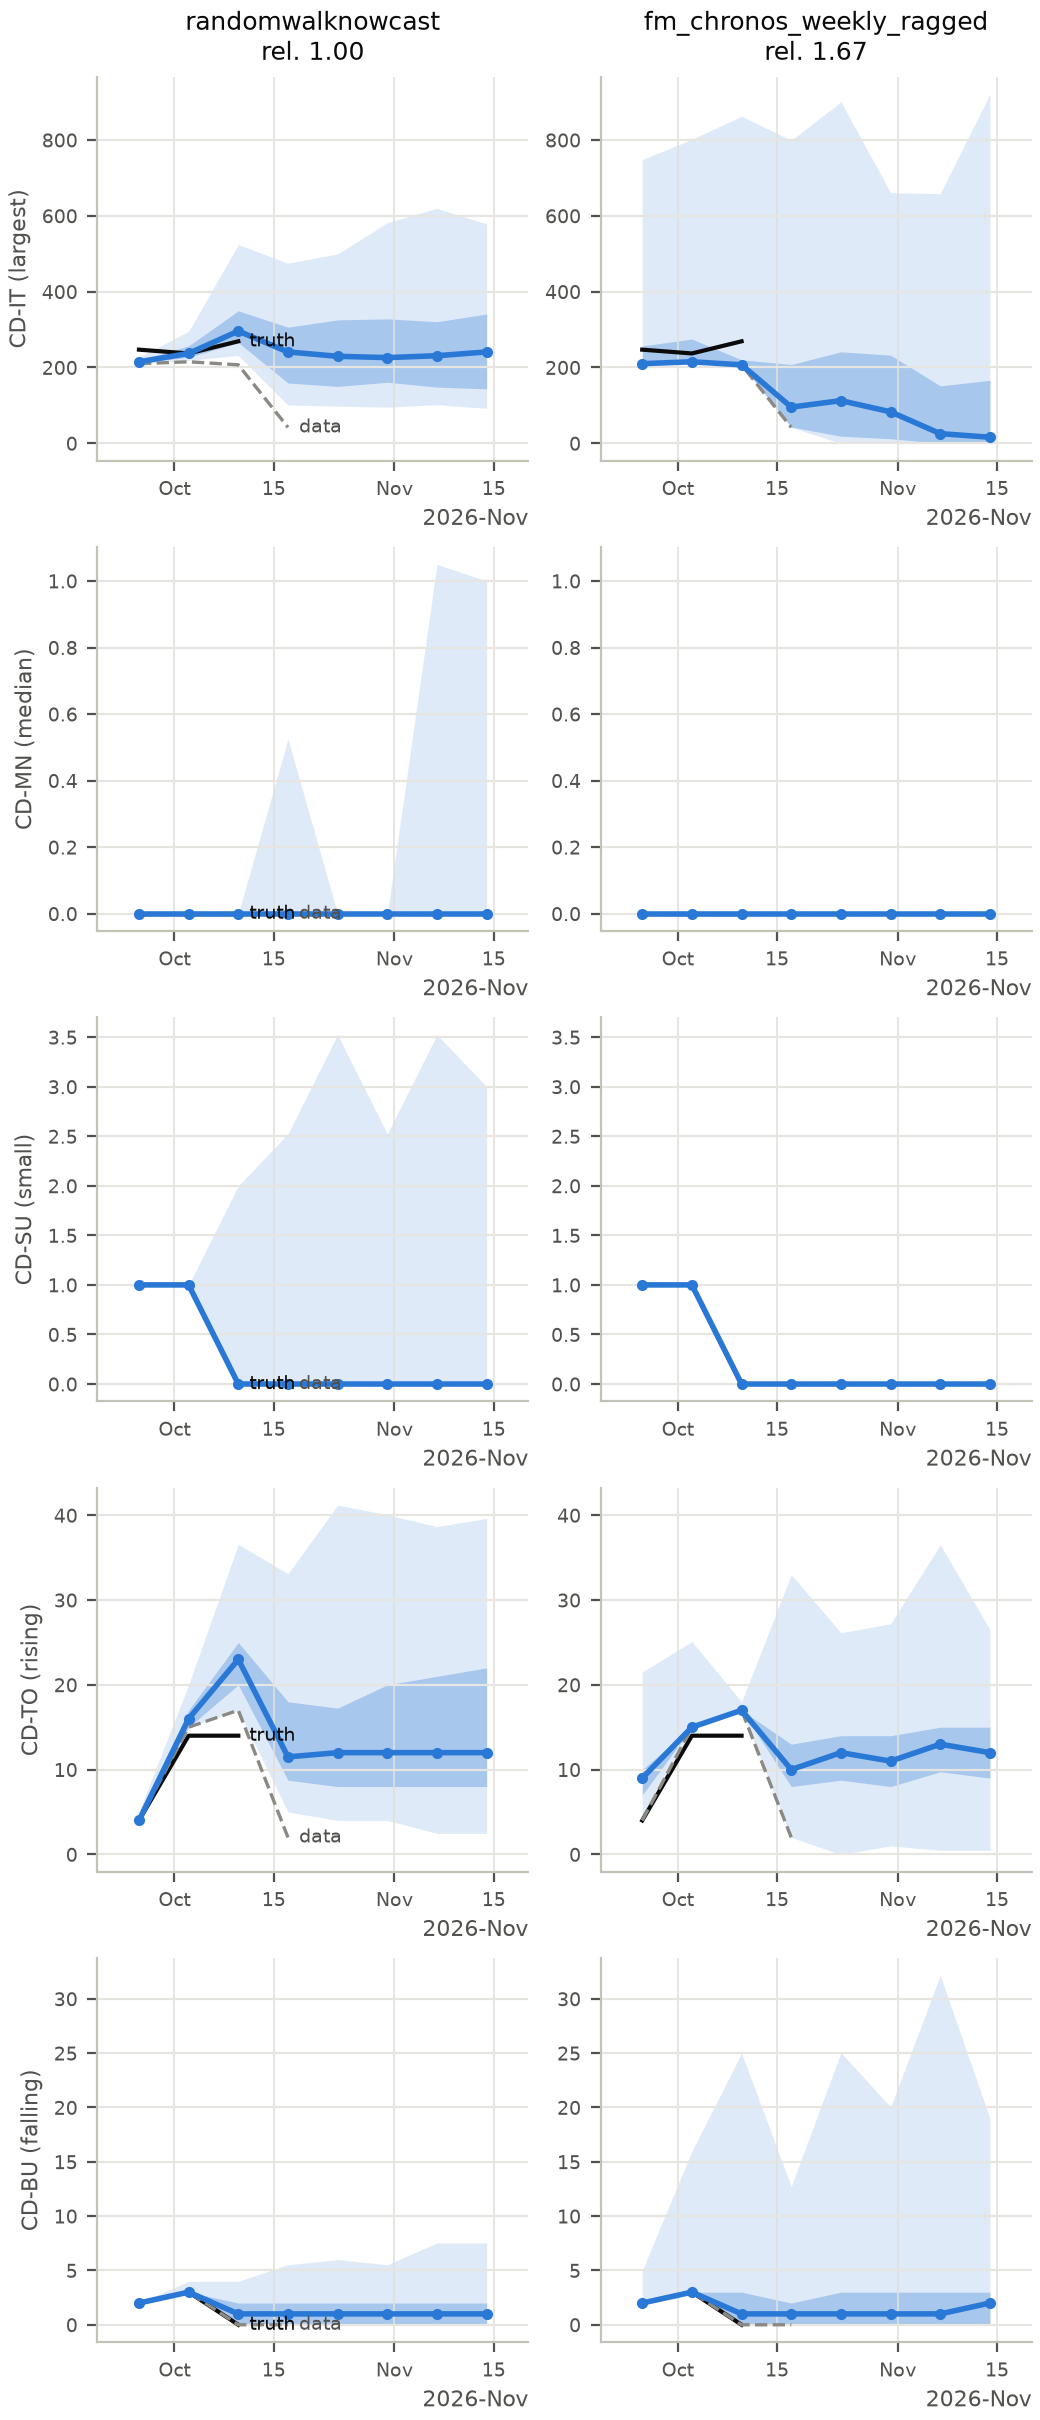 randomwalknowcast
rel. 1.00
fm_chronos_weekly_ragged
rel. 1.67
CD-IT (largest)
800
600
400
200
0
truth
data
Oct
15
Nov
15
2026-Nov
800
600
400
200
0
Oct
15
Nov
15
2026-Nov
CD-MN (median)
1.0
0.8
0.6
0.4
0.2
0.0
truth
data
Oct
15
Nov
15
2026-Nov
1.0
0.8
0.6
0.4
0.2
0.0
Oct
15
Nov
15
2026-Nov
CD-SU (small)
3.5
3.0
2.5
2.0
1.5
1.0
0.5
0.0
truth
data
Oct
15
Nov
15
2026-Nov
3.5
3.0
2.5
2.0
1.5
1.0
0.5
0.0
Oct
15
Nov
15
2026-Nov
CD-TO (rising)
40
30
20
10
0
truth
data
Oct
15
Nov
15
2026-Nov
40
30
20
10
0
Oct
15
Nov
15
2026-Nov
CD-BU (falling)
30
25
20
15
10
5
0
truth
data
Oct
15
Nov
15
2026-Nov
30
25
20
15
10
5
0
Oct
15
Nov
15
2026-Nov